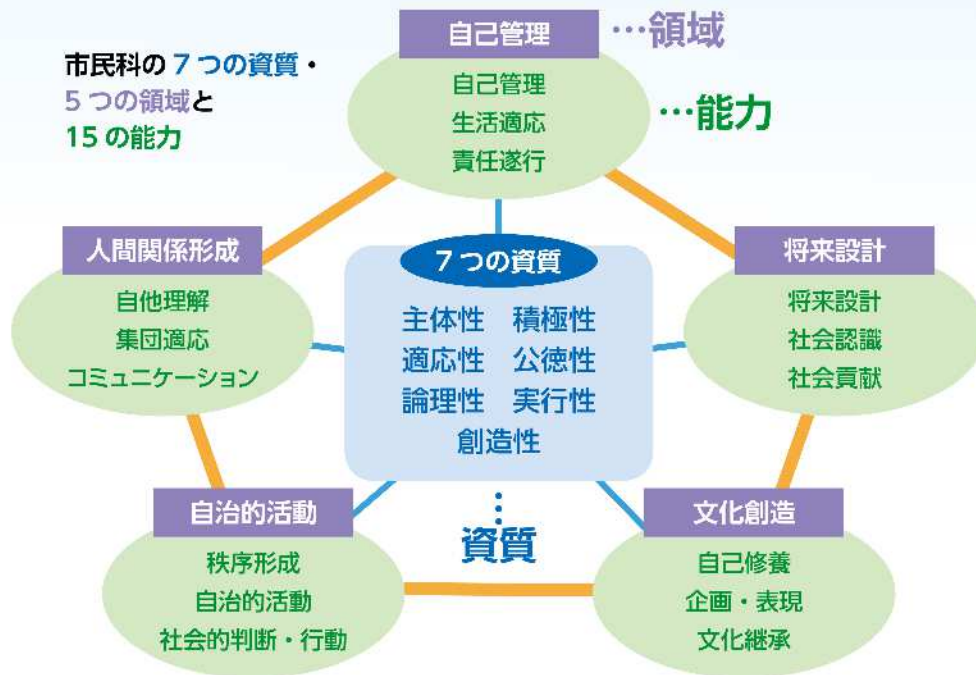 市民科の7つの資質・
5つの領域と
15の能力
自己管理
…領域
自己管理
生活適応
責任遂行
…能力
人間関係形成
自他理解
集団適応
コミュニケーション
7つの資質
主体性 積極性
適応性 公徳性
論理性 実行性
創造性
…資質
将来設計
将来設計
社会認識
社会貢献
自治的活動
秩序形成
自治的活動
社会的判断・行動
文化創造
自己修養
企画・表現
文化継承